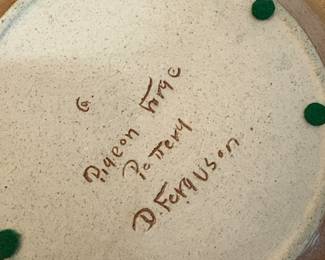 ©.
Pigeon Forge
Pottery
D. Ferguson